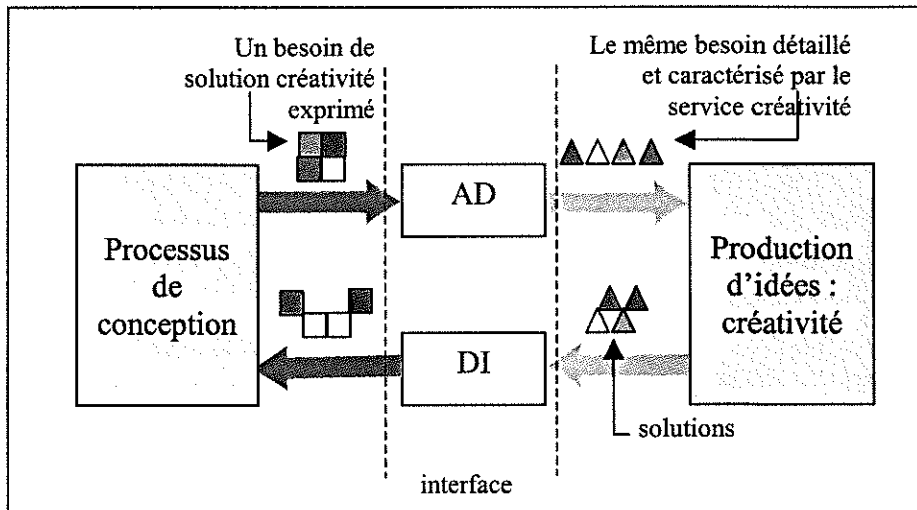 Un besoin de
solution créativité
exprimé
Le même besoin détaillé
et caractérisé par le
service créativité
AD
Processus
de
conception
Production
d'idées :
créativité
DI
solutions
interface